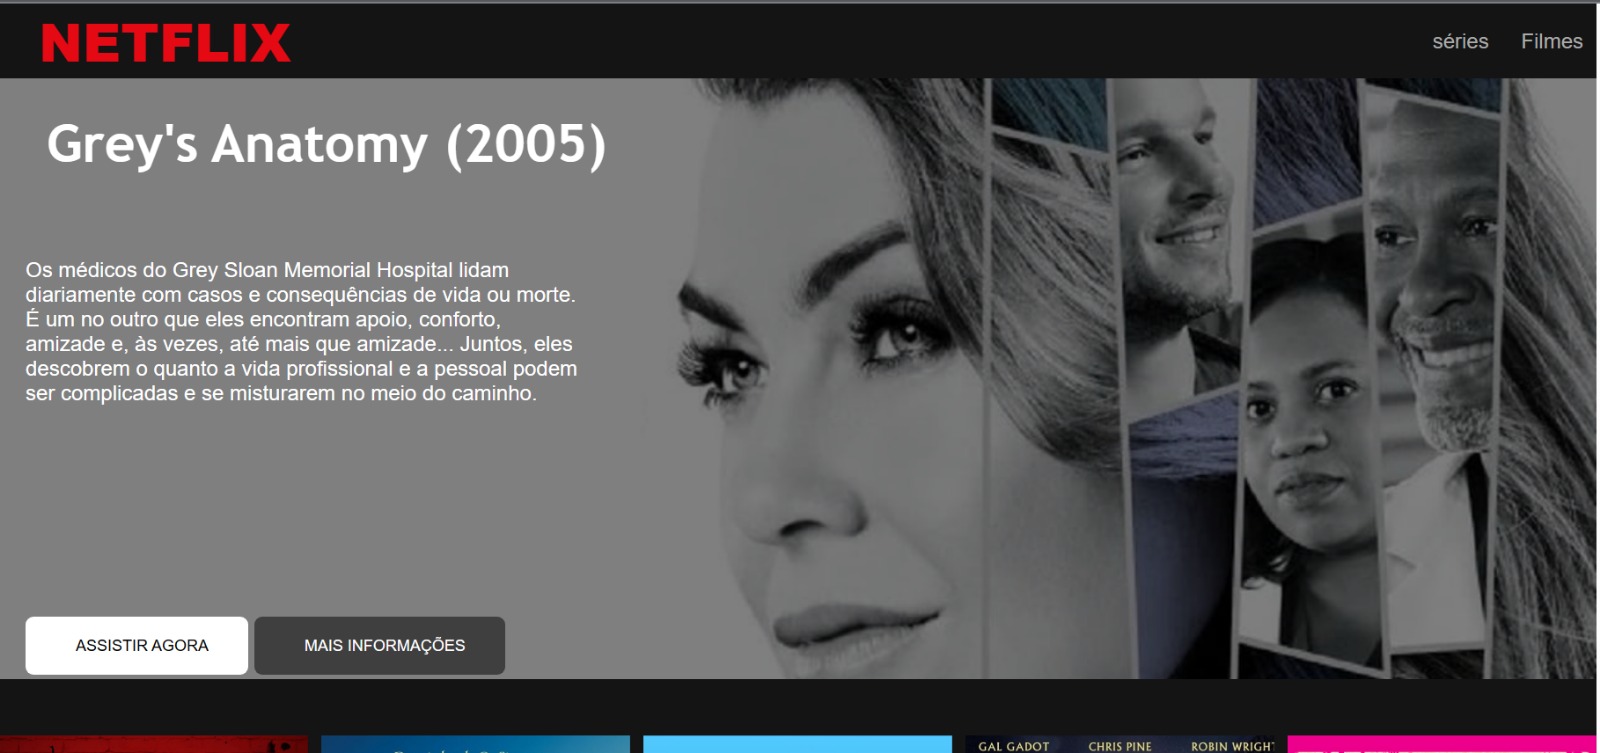 NETFLIX
séries Filmes
Grey's Anatomy (2005)
Os médicos do Grey Sloan Memorial Hospital lidam
diariamente com casos e consequências de vida ou morte.
É um no outro que eles encontram apoio, conforto,
amizade e, às vezes, até mais que amizade... Juntos, eles
descobrem o quanto a vida profissional e a pessoal podem
ser complicadas e se misturarem no meio do caminho.
ASSISTIR AGORA MAIS INFORMAÇÕES
GAL GADOT CHRIS PINE ROBIN WRIGHT